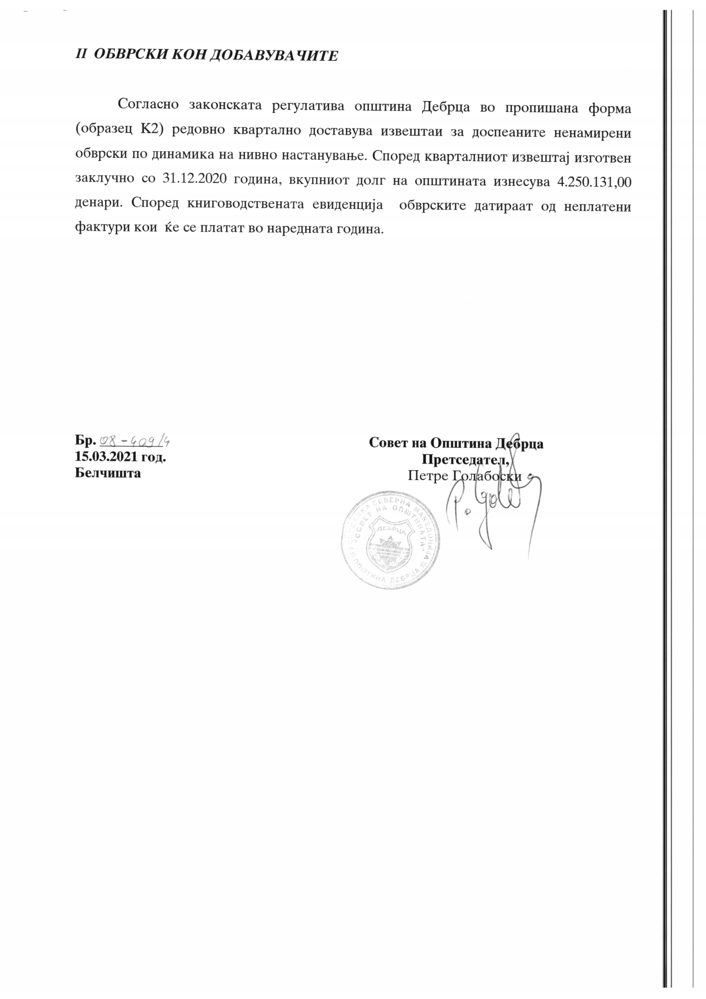 II ОБВРСКИ КОН ДОБАВУВАЧИТЕ
Согласно законската регулатива општина Дебрца во пропишана форма
(образец К2) редовно квартално доставува извештаи за доспеаните ненамирени
обврски по динамика на нивно настанување. Според кварталниот извештај изготвен
заклучно со 31.12.2020 година, вкупниот долг на општината изнесува 4.250.131,00
денари. Според книговодствената евиденција обврските датираат од неплатени
фактури кои ќе се платат во наредната година.
Бр. 08-409/4
15.03.2021 год.
Белчишта
Совет на Општина Дебрца
Претседател,
Петре Голабоски
РЕПУБЛИКА СЕВЕРНА МАКЕДОНИЈА
"СОВЕТ НА ОПШТИНАТА"
ДЕБРЦА
ОПШТИНА ДЕБРЦА